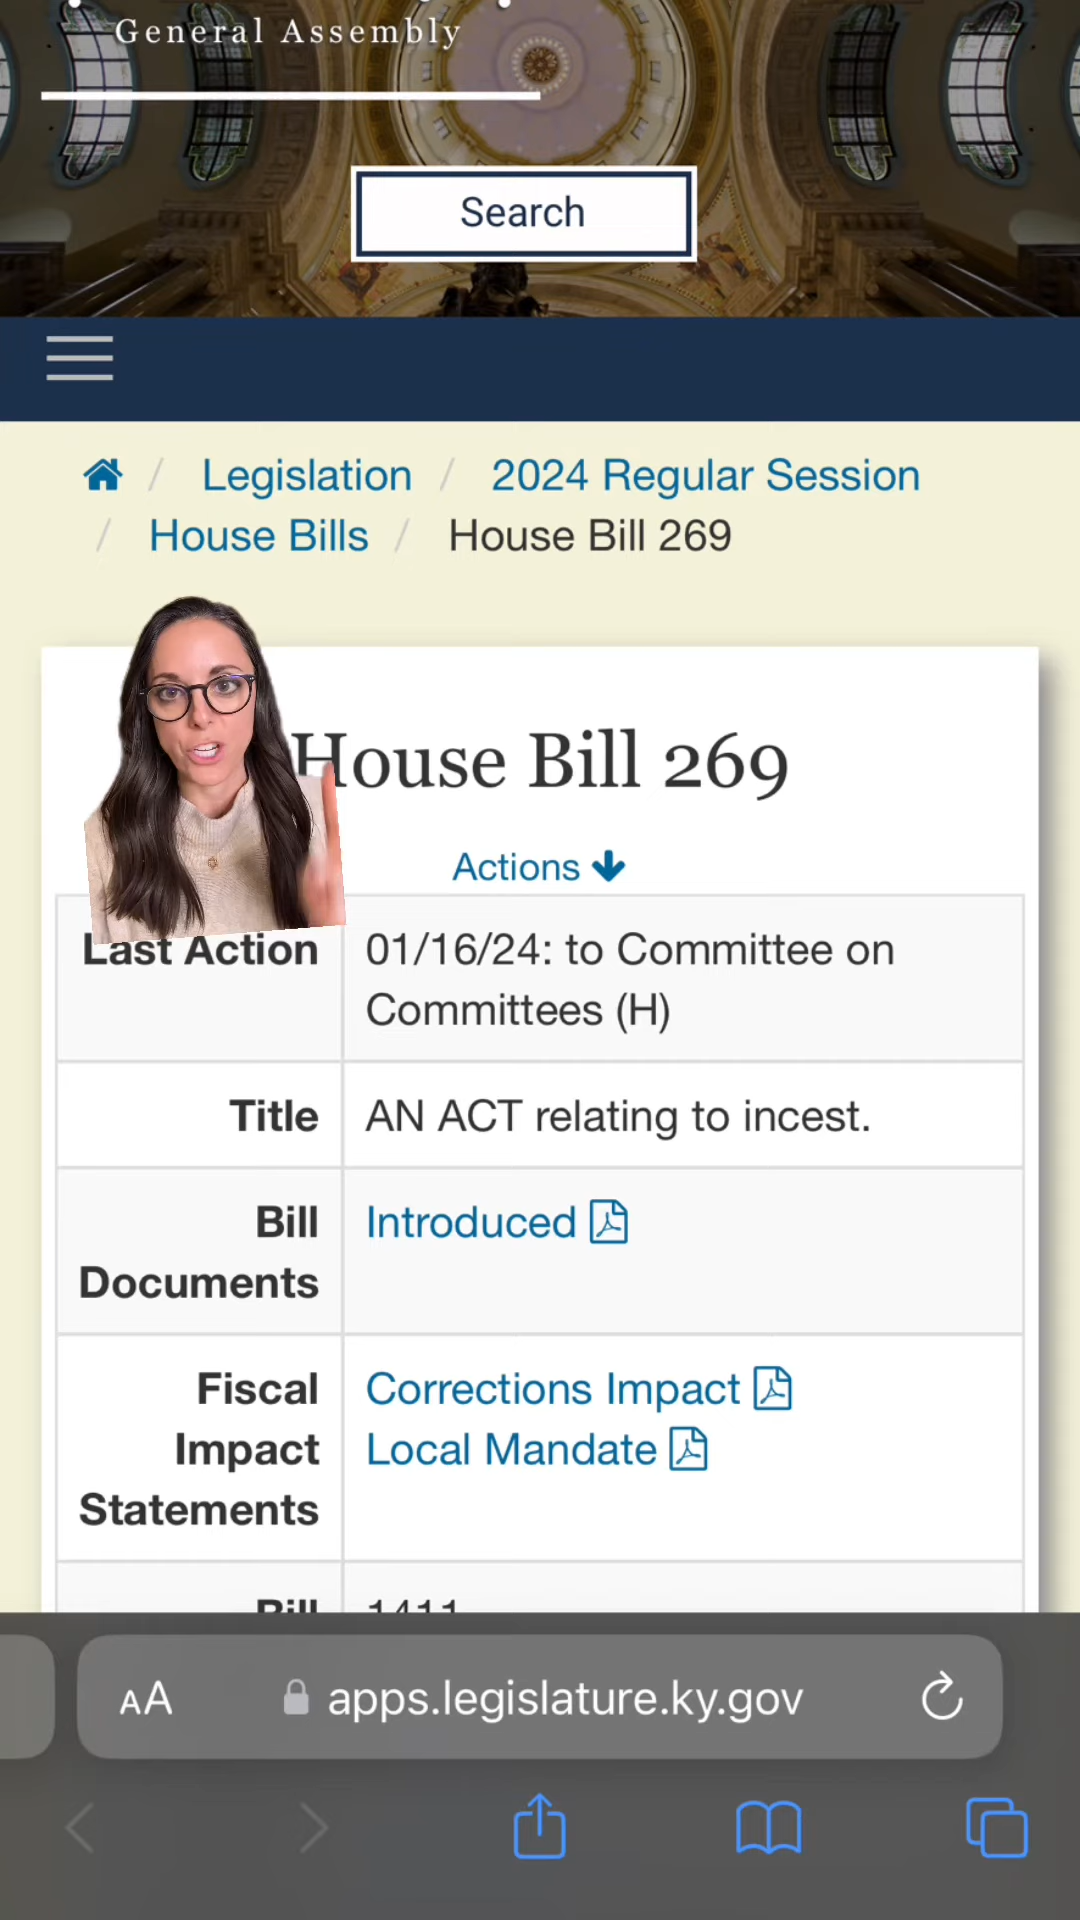 General Assembly
Search
Legislation / 2024 Regular Session
/ House Bills / House Bill 269
House Bill 269
Actions
Last Action 01/16/24: to Committee on
Committees (H)
Title AN ACT relating to incest.
Bill Introduced
Documents
Fiscal Corrections Impact
Impact Local Mandate
Statements
Bill 1411
AA apps.legislature.ky.gov